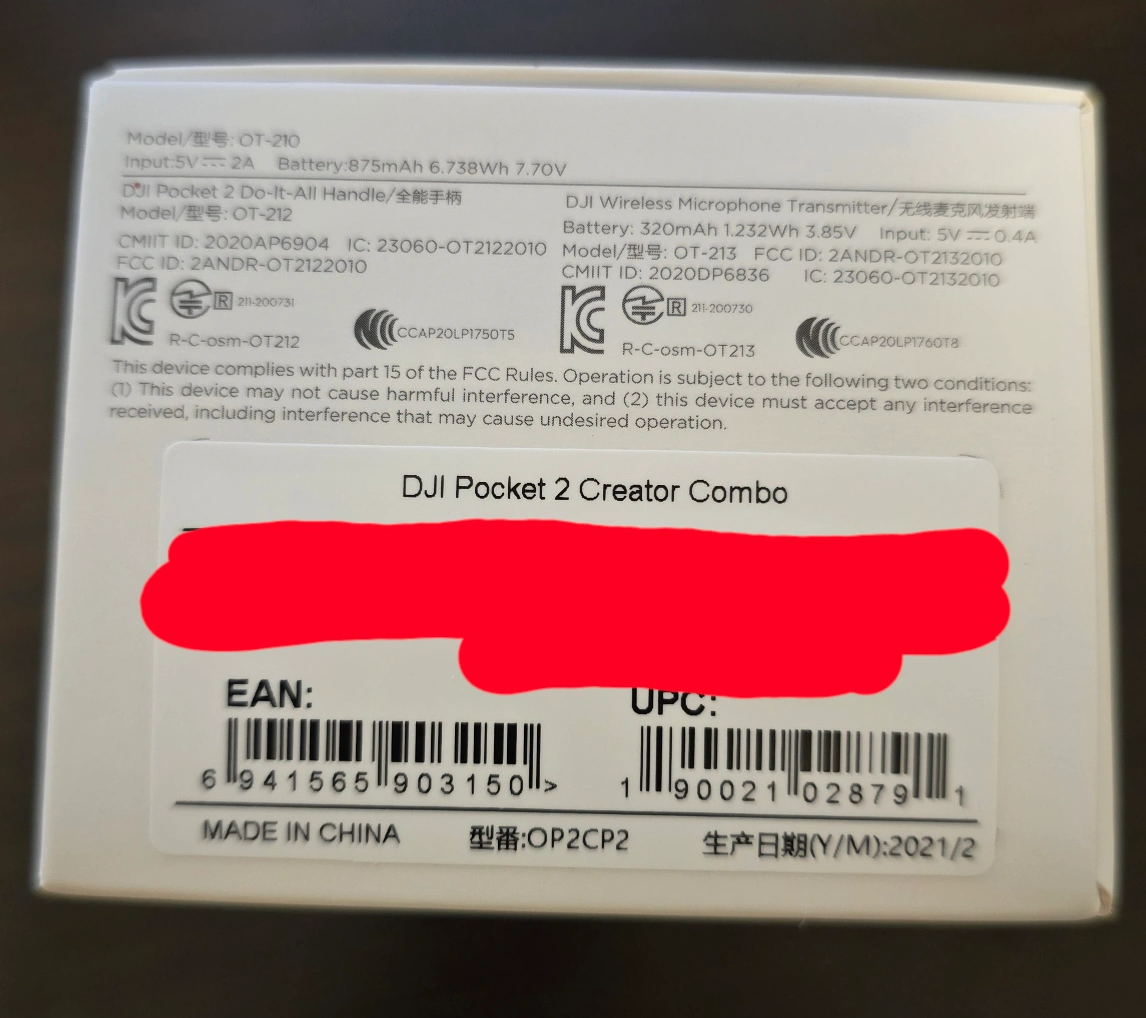 Model/型号: OT-210
Input:5V⎓2A Battery:875mAh 6.738Wh 7.70V
DJI Pocket 2 Do-It-All Handle/全能手柄
Model/型号: OT-212
CMIIT ID: 2020AP6904 IC: 23060-OT2122010
FCC ID: 2ANDR-OT2122010
R 211-200731
R-C-osm-OT212
CCAP20LP1750T5
DJI Wireless Microphone Transmitter/无线麦克风发射端
Battery: 320mAh 1.232Wh 3.85V Input: 5V⎓0.4A
Model/型号: OT-213 FCC ID: 2ANDR-OT2132010
CMIIT ID: 2020DP6836 IC: 23060-OT2132010
R 211-200730
R-C-osm-OT213
CCAP20LP1760T8
This device complies with part 15 of the FCC Rules. Operation is subject to the following two conditions:
(1) This device may not cause harmful interference, and (2) this device must accept any interference
received, including interference that may cause undesired operation.
DJI Pocket 2 Creator Combo
EAN:
6 941565 903150 >
UPC:
1 90021 02879 1
MADE IN CHINA
型番:OP2CP2
生产日期(Y/M):2021/2